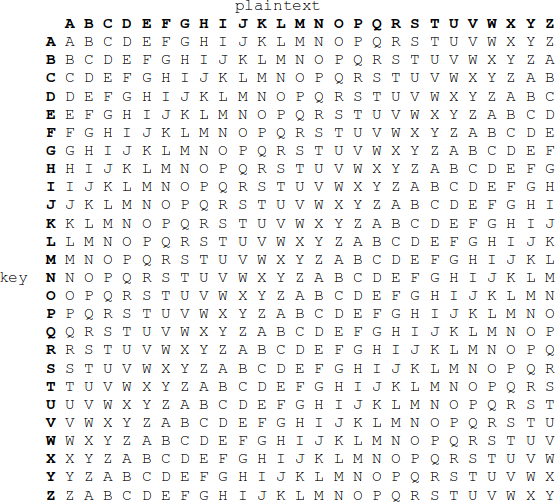 plaintext
A B C D E F G H I J K L M N O P Q R S T U V W X Y Z
A A B C D E F G H I J K L M N O P Q R S T U V W X Y Z
B B C D E F G H I J K L M N O P Q R S T U V W X Y Z A
C C D E F G H I J K L M N O P Q R S T U V W X Y Z A B
D D E F G H I J K L M N O P Q R S T U V W X Y Z A B C
E E F G H I J K L M N O P Q R S T U V W X Y Z A B C D
F F G H I J K L M N O P Q R S T U V W X Y Z A B C D E
G G H I J K L M N O P Q R S T U V W X Y Z A B C D E F
H H I J K L M N O P Q R S T U V W X Y Z A B C D E F G
I I J K L M N O P Q R S T U V W X Y Z A B C D E F G H
J J K L M N O P Q R S T U V W X Y Z A B C D E F G H I
K K L M N O P Q R S T U V W X Y Z A B C D E F G H I J
L L M N O P Q R S T U V W X Y Z A B C D E F G H I J K
M M N O P Q R S T U V W X Y Z A B C D E F G H I J K L
key N N O P Q R S T U V W X Y Z A B C D E F G H I J K L M
O O P Q R S T U V W X Y Z A B C D E F G H I J K L M N
P P Q R S T U V W X Y Z A B C D E F G H I J K L M N O
Q Q R S T U V W X Y Z A B C D E F G H I J K L M N O P
R R S T U V W X Y Z A B C D E F G H I J K L M N O P Q
S S T U V W X Y Z A B C D E F G H I J K L M N O P Q R
T T U V W X Y Z A B C D E F G H I J K L M N O P Q R S
U U V W X Y Z A B C D E F G H I J K L M N O P Q R S T
V V W X Y Z A B C D E F G H I J K L M N O P Q R S T U
W W X Y Z A B C D E F G H I J K L M N O P Q R S T U V
X X Y Z A B C D E F G H I J K L M N O P Q R S T U V W
Y Y Z A B C D E F G H I J K L M N O P Q R S T U V W X
Z Z A B C D E F G H I J K L M N O P Q R S T U V W X Y